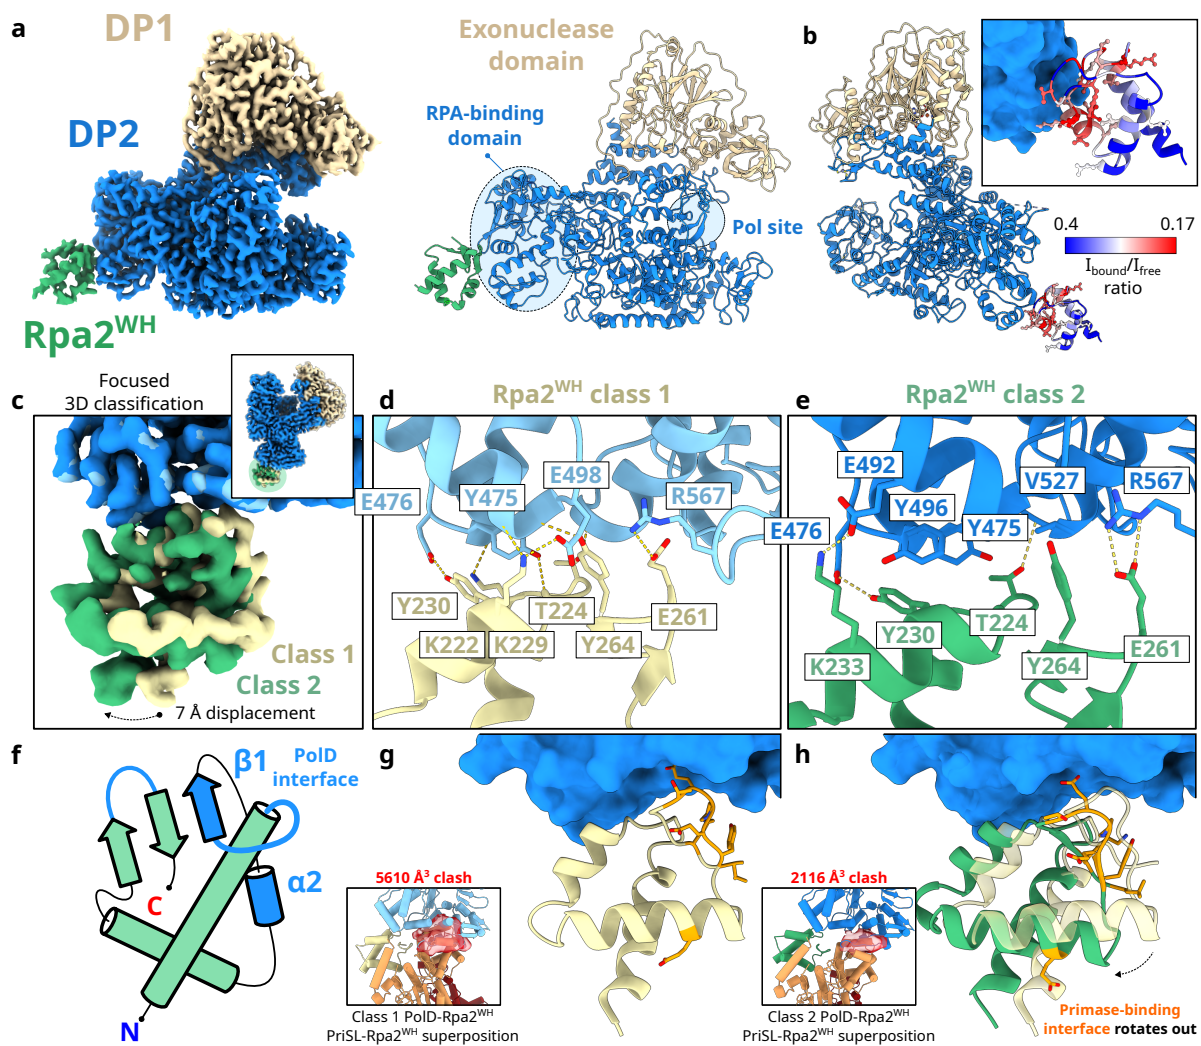 a
DP1
DP2
Rpa2WH
Exonuclease
domain
RPA-binding
domain
Pol site
b
0.4
0.17
Ibound/Ifree
ratio
c
Focused
3D classification
Class 1
Class 2
7 Å displacement
d
Rpa2WH class 1
E476
Y475
E498
R567
Y230
T224
E261
K222
K229
Y264
e
Rpa2WH class 2
E492
V527
R567
Y496
E476
Y475
T224
Y230
E261
K233
Y264
f
β1
PolD
interface
α2
C
N
g
5610 Å³ clash
Class 1 PolD-Rpa2WH
PriSL-Rpa2WH superposition
h
2116 Å³ clash
Class 2 PolD-Rpa2WH
PriSL-Rpa2WH superposition
Primase-binding
interface rotates out